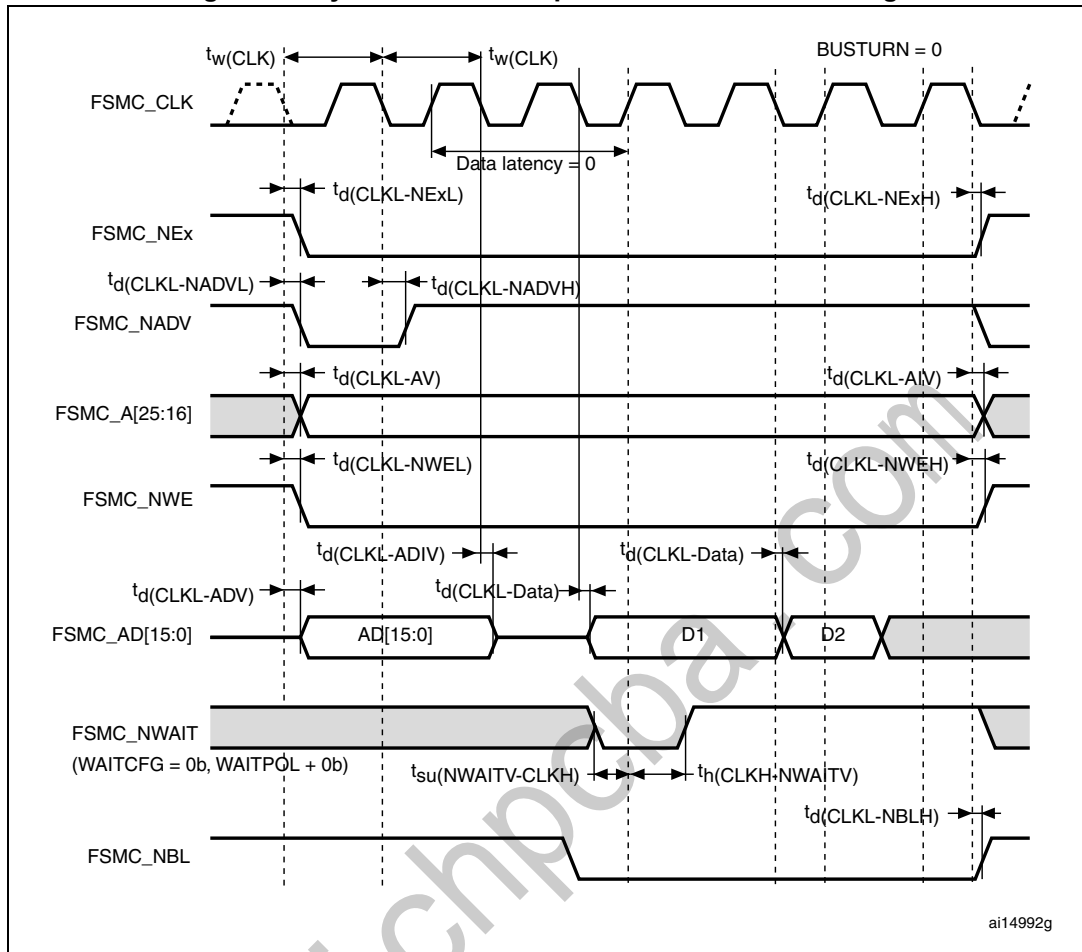 tw(CLK) tw(CLK) BUSTURN = 0
FSMC_CLK
Data latency = 0
td(CLKL-NExL) td(CLKL-NExH)
FSMC_NEx
td(CLKL-NADVL) td(CLKL-NADVH)
FSMC_NADV
td(CLKL-AV) td(CLKL-AIV)
FSMC_A[25:16]
td(CLKL-NWEL) td(CLKL-NWEH)
FSMC_NWE
td(CLKL-ADIV) td(CLKL-Data)
td(CLKL-ADV) td(CLKL-Data)
FSMC_AD[15:0] AD[15:0] D1 D2
FSMC_NWAIT
(WAITCFG = 0b, WAITPOL + 0b)
tsu(NWAITV-CLKH) th(CLKH-NWAITV)
td(CLKL-NBLH)
FSMC_NBL
ai14992g